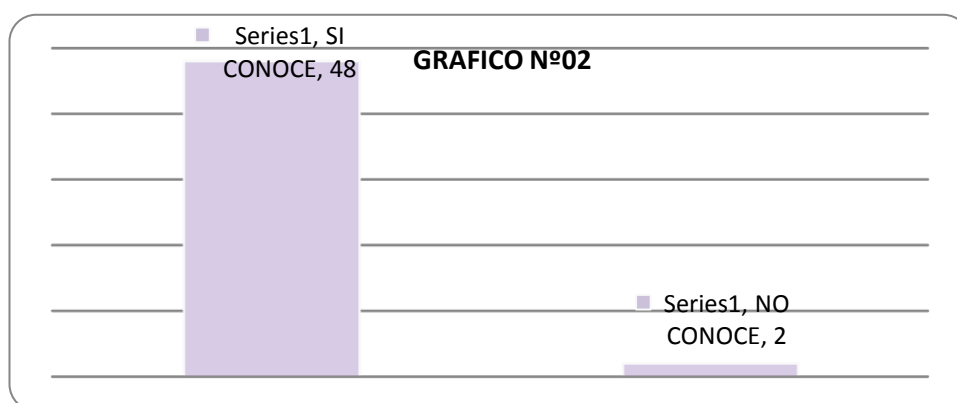 Series1, SI
CONOCE, 48
GRAFICO Nº02
Series1, NO
CONOCE, 2